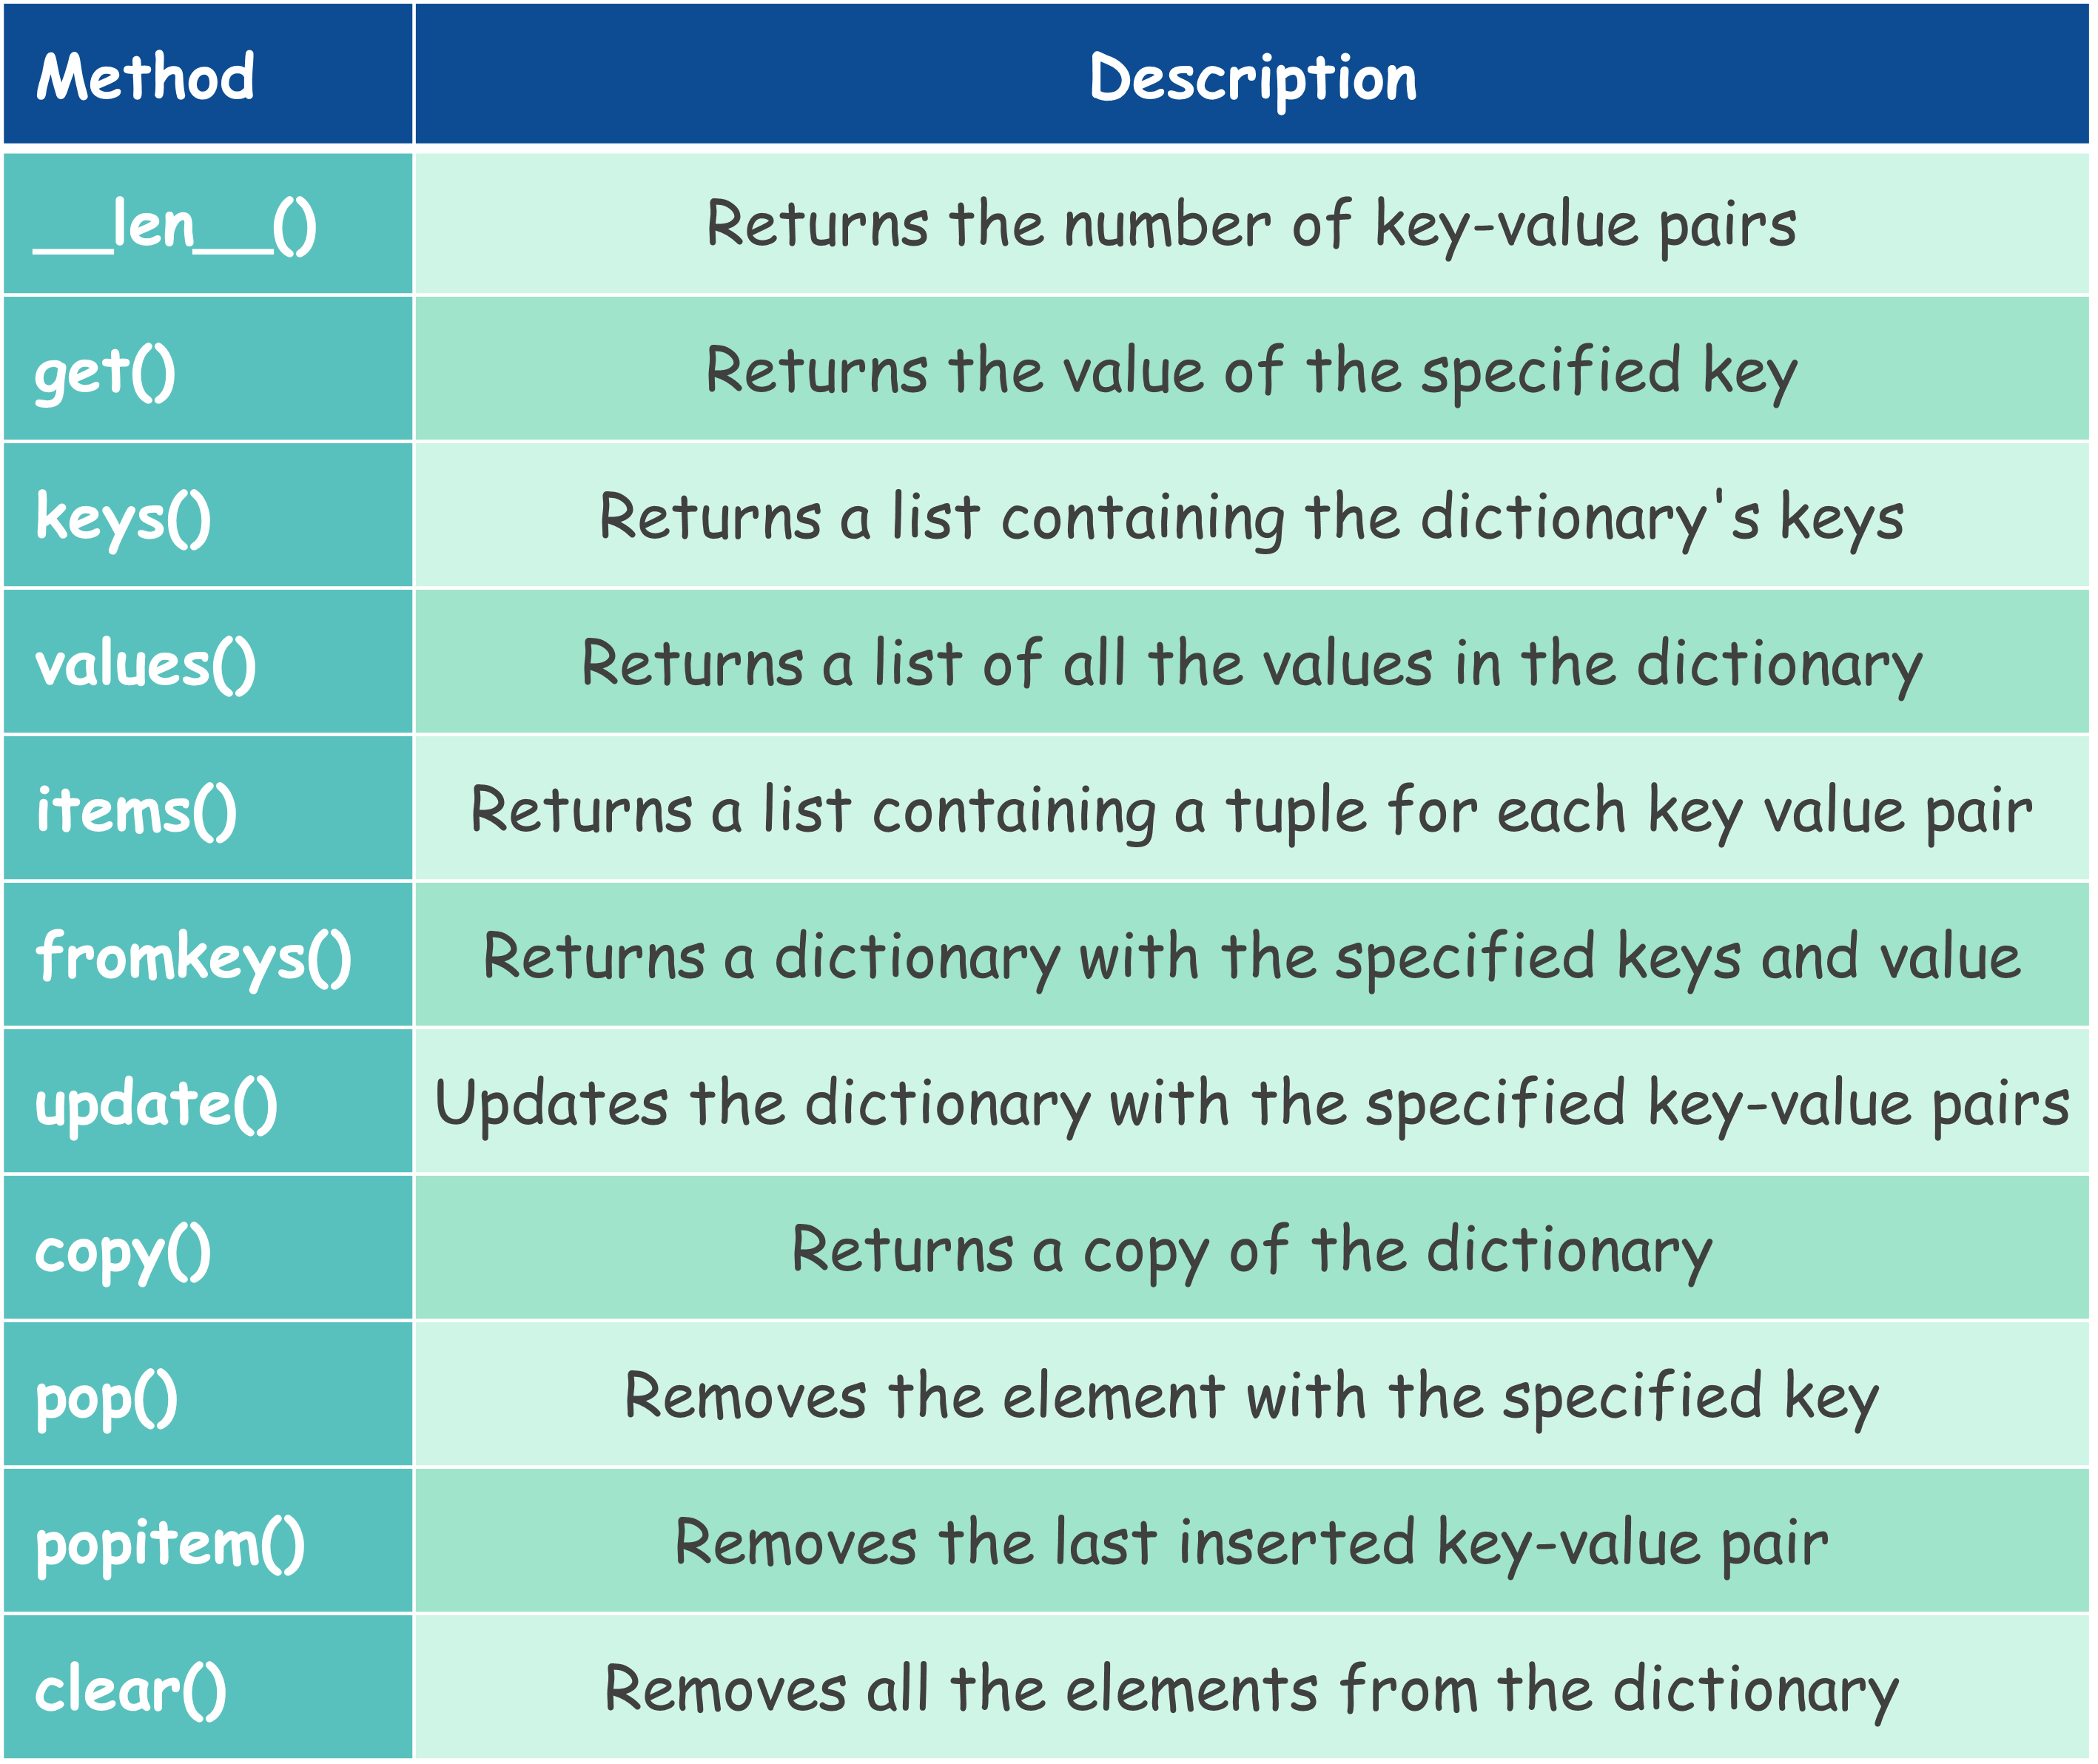 Method Description
__len__() Returns the number of key-value pairs
get() Returns the value of the specified key
keys() Returns a list containing the dictionary's keys
values() Returns a list of all the values in the dictionary
items() Returns a list containing a tuple for each key value pair
fromkeys() Returns a dictionary with the specified keys and value
update() Updates the dictionary with the specified key-value pairs
copy() Returns a copy of the dictionary
pop() Removes the element with the specified key
popitem() Removes the last inserted key-value pair
clear() Removes all the elements from the dictionary